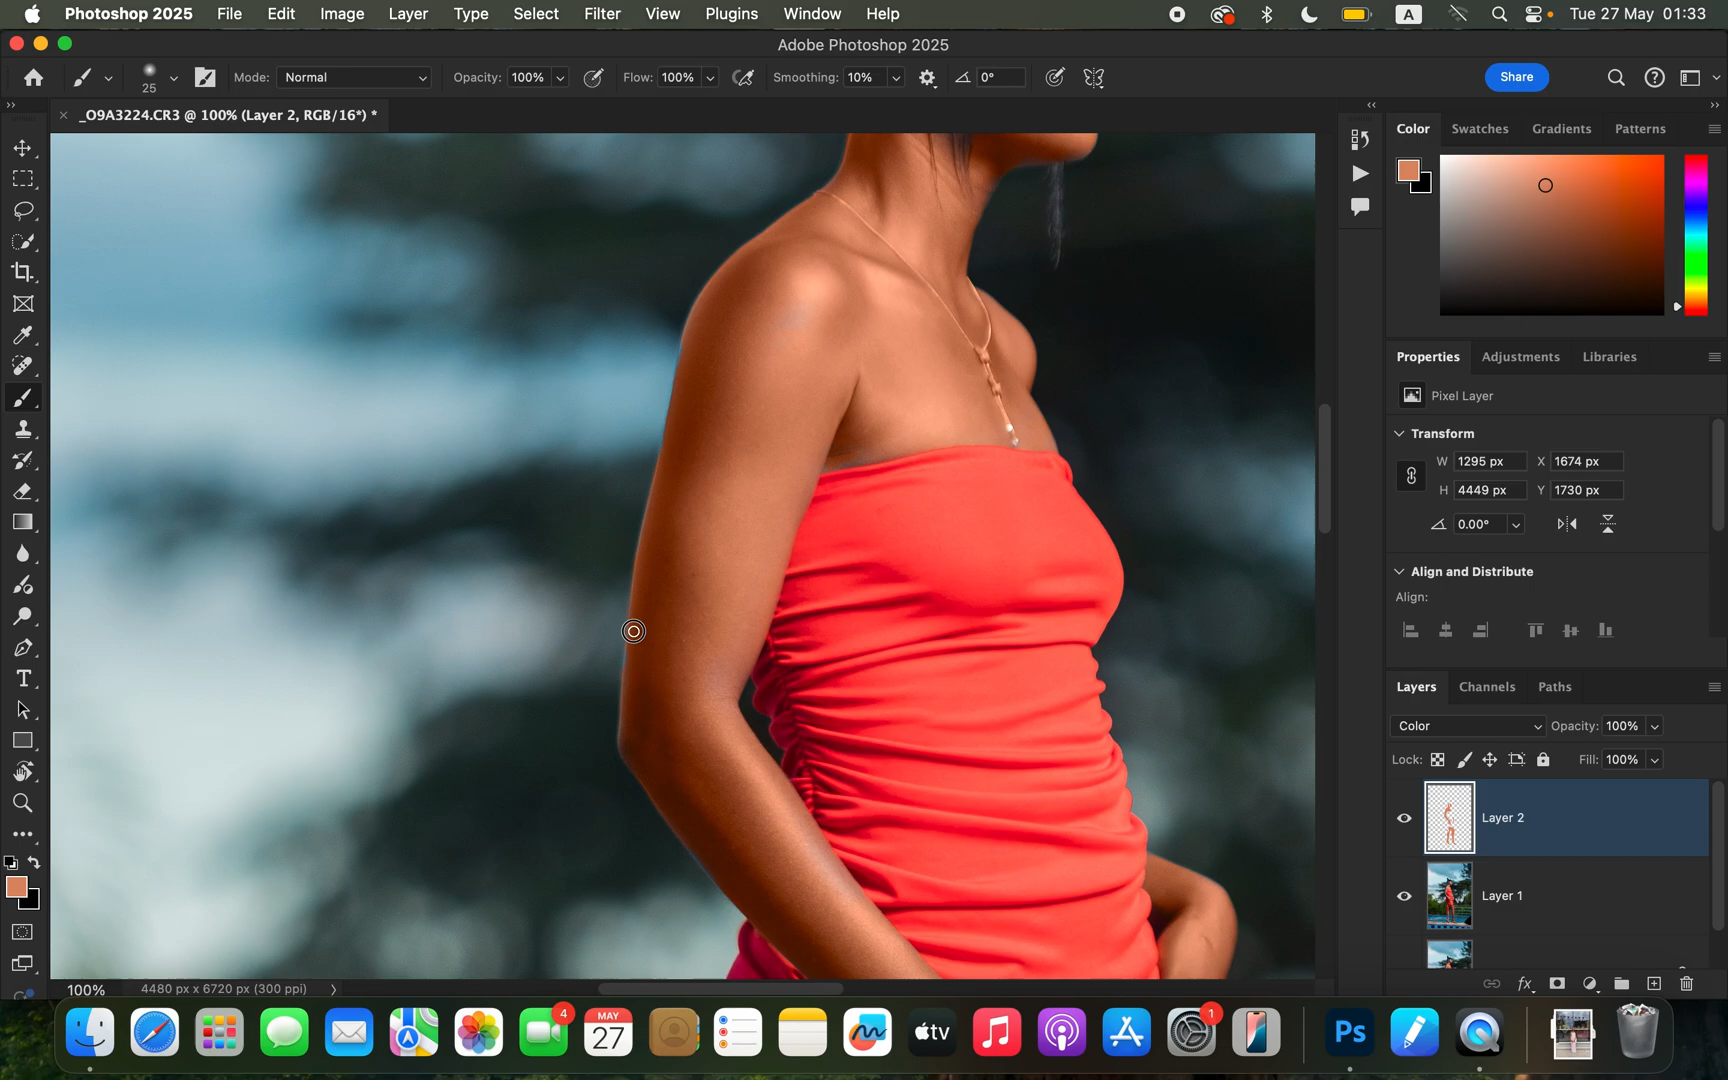 Photoshop 2025 File Edit Image Layer Type Select Filter View Plugins Window Help A Tue 27 May 01:33
Adobe Photoshop 2025
25 Mode: Normal Opacity: 100% Flow: 100% Smoothing: 10% 0° Share
_O9A3224.CR3 @ 100% (Layer 2, RGB/16*) *
Color Swatches Gradients Patterns
Properties Adjustments Libraries
Pixel Layer
Transform
W 1295 px X 1674 px
H 4449 px Y 1730 px
0.00°
Align and Distribute
Align:
Layers Channels Paths
Color Opacity: 100%
Lock: Fill: 100%
Layer 2
Layer 1
fx
100% 4480 px x 6720 px (300 ppi)
4
MAY
27
tv
1
Ps